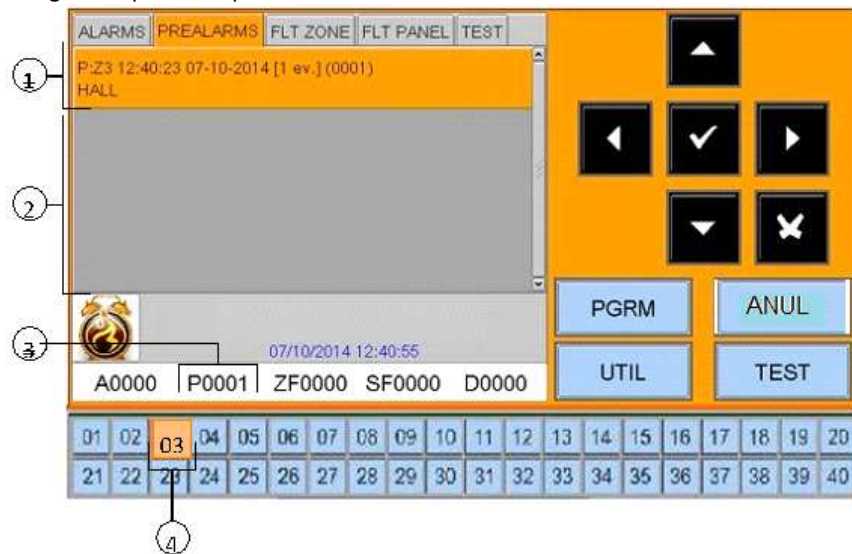 ALARMS PREALARMS FLT ZONE FLT PANEL TEST
P:Z3 12:40:23 07-10-2014 [1 ev.] (0001)
HALL
1
2
3
07/10/2014 12:40:55
A0000 P0001 ZF0000 SF0000 D0000
PGRM ANUL
UTIL TEST
01 02 03 04 05 06 07 08 09 10 11 12 13 14 15 16 17 18 19 20
21 22 23 24 25 26 27 28 29 30 31 32 33 34 35 36 37 38 39 40
4